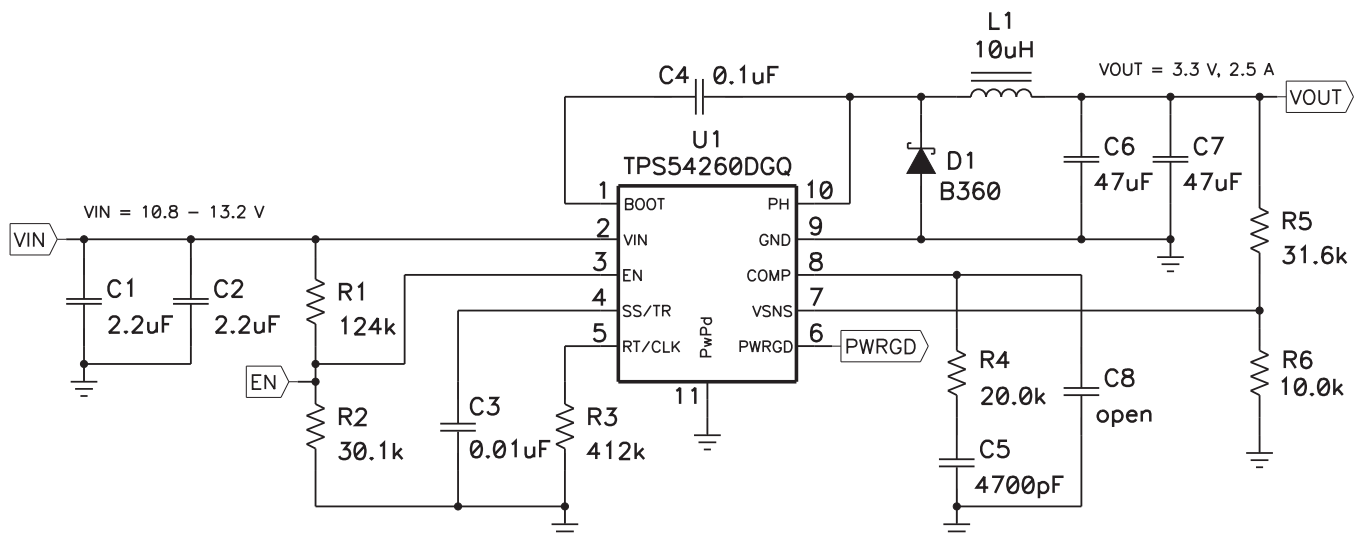 L1
10uH
C4 0.1uF
VOUT = 3.3 V, 2.5 A
VOUT
U1
TPS54260DGQ
C6
47uF
C7
47uF
D1
B360
1
BOOT
PH
10
VIN = 10.8 – 13.2 V
VIN
2
VIN
GND
9
R5
31.6k
3
EN
COMP
8
C1
2.2uF
C2
2.2uF
R1
124k
4
SS/TR
VSNS
7
5
RT/CLK
PwPd
PWRGD
6
PWRGD
R4
20.0k
C8
open
R6
10.0k
EN
11
R2
30.1k
C3
0.01uF
R3
412k
C5
4700pF